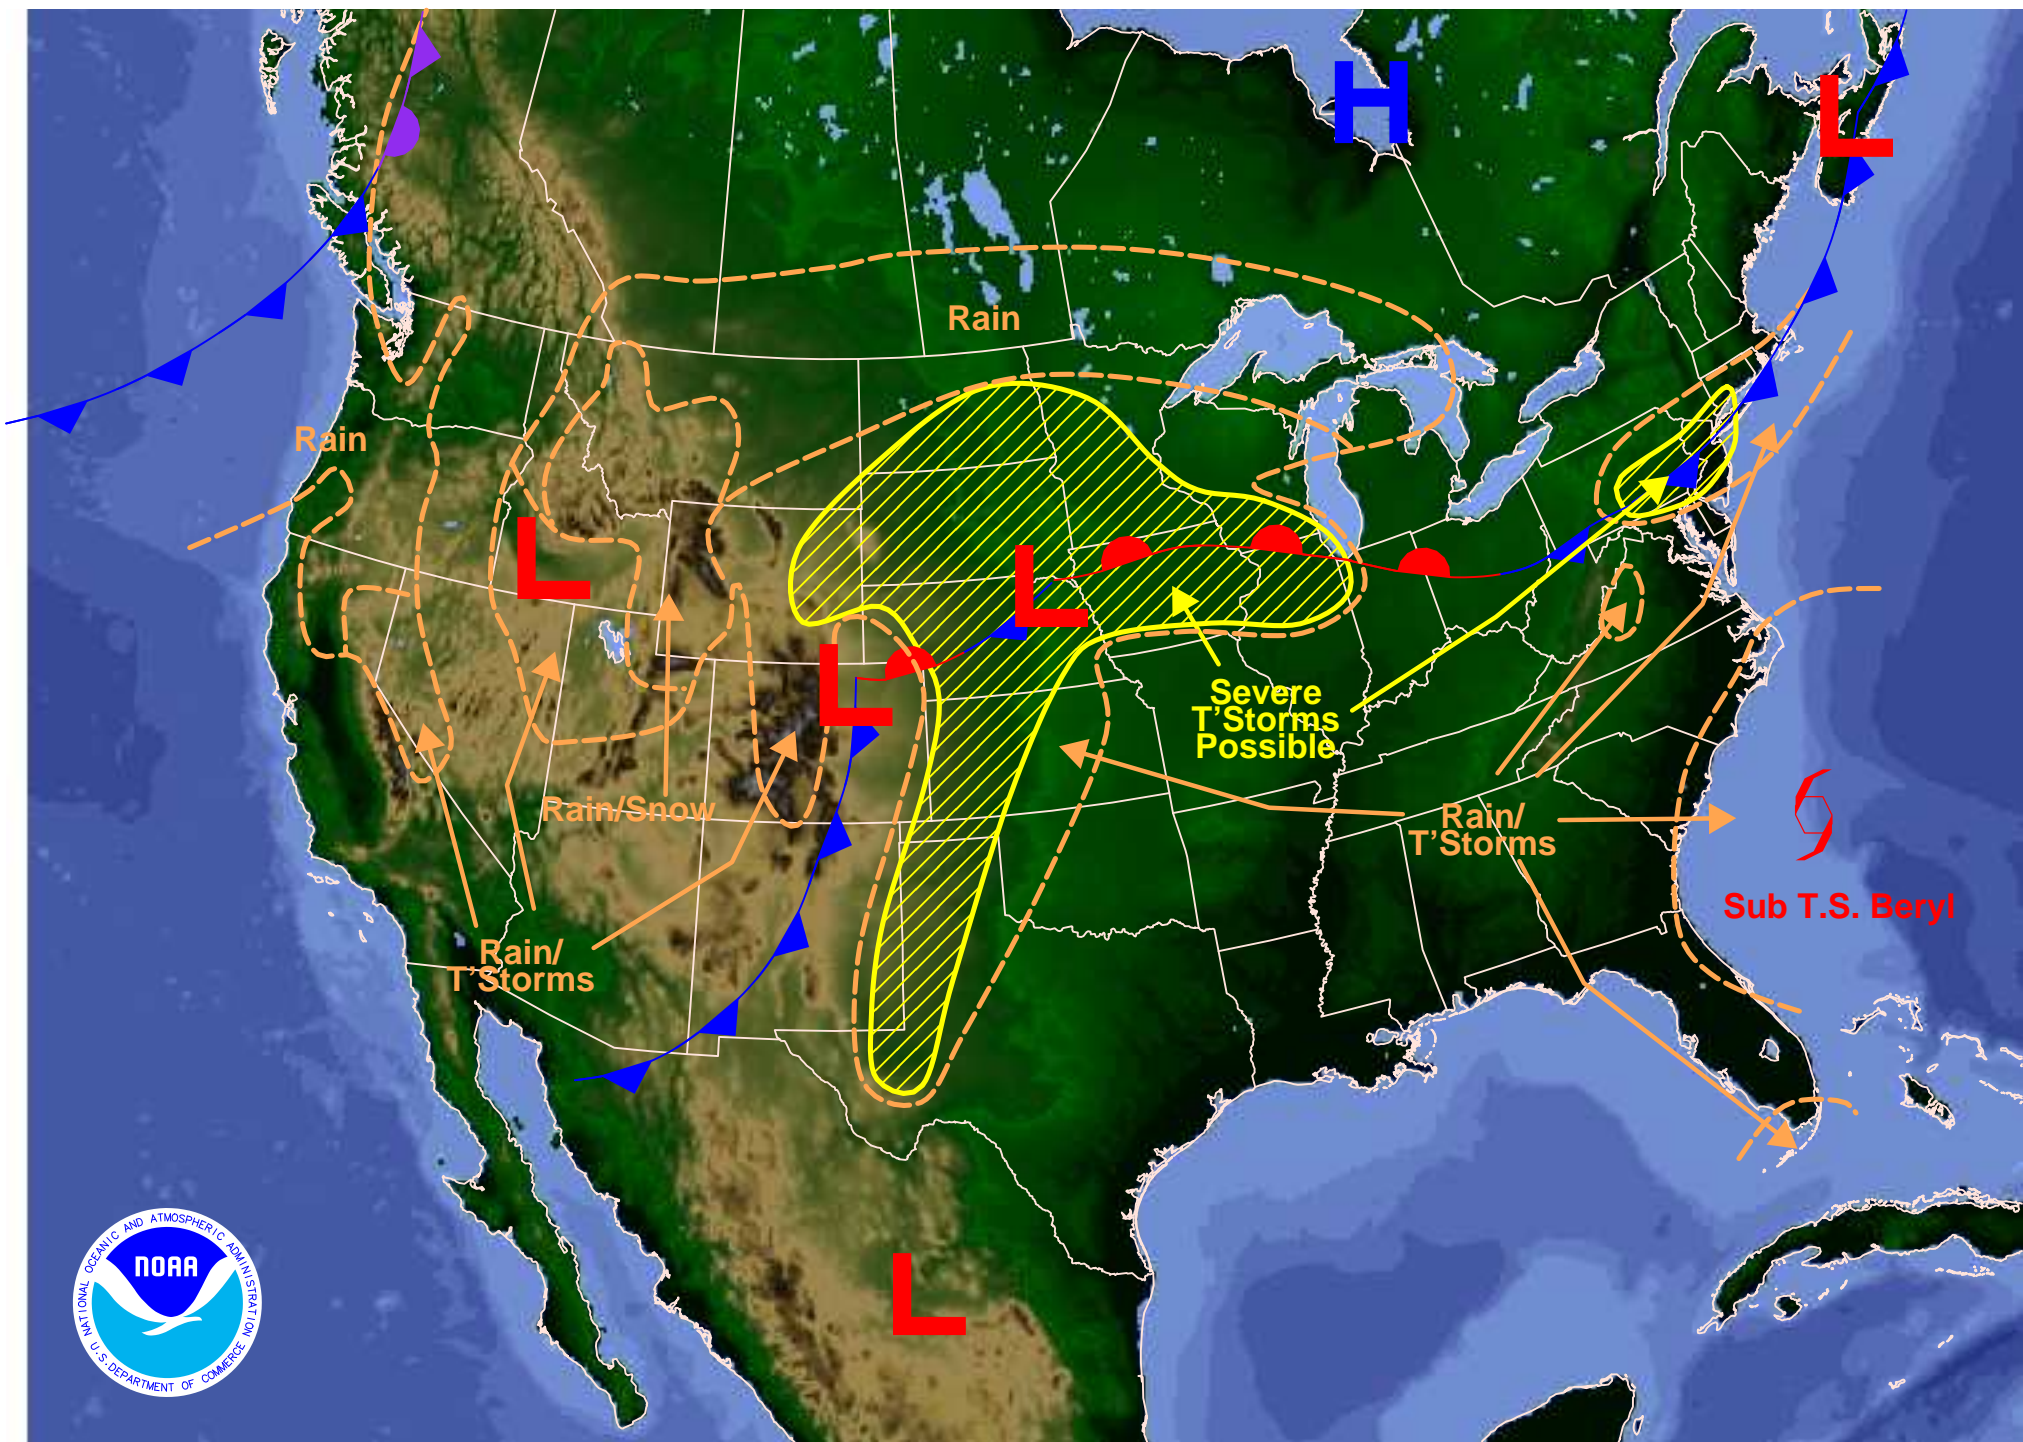 H
L
Rain
Rain
L
L
L
Severe
T'Storms
Possible
Rain/Snow
Rain/
T'Storms
Sub T.S. Beryl
Rain/
T'Storms
L
NATIONAL OCEANIC AND ATMOSPHERIC ADMINISTRATION
NOAA
U.S. DEPARTMENT OF COMMERCE